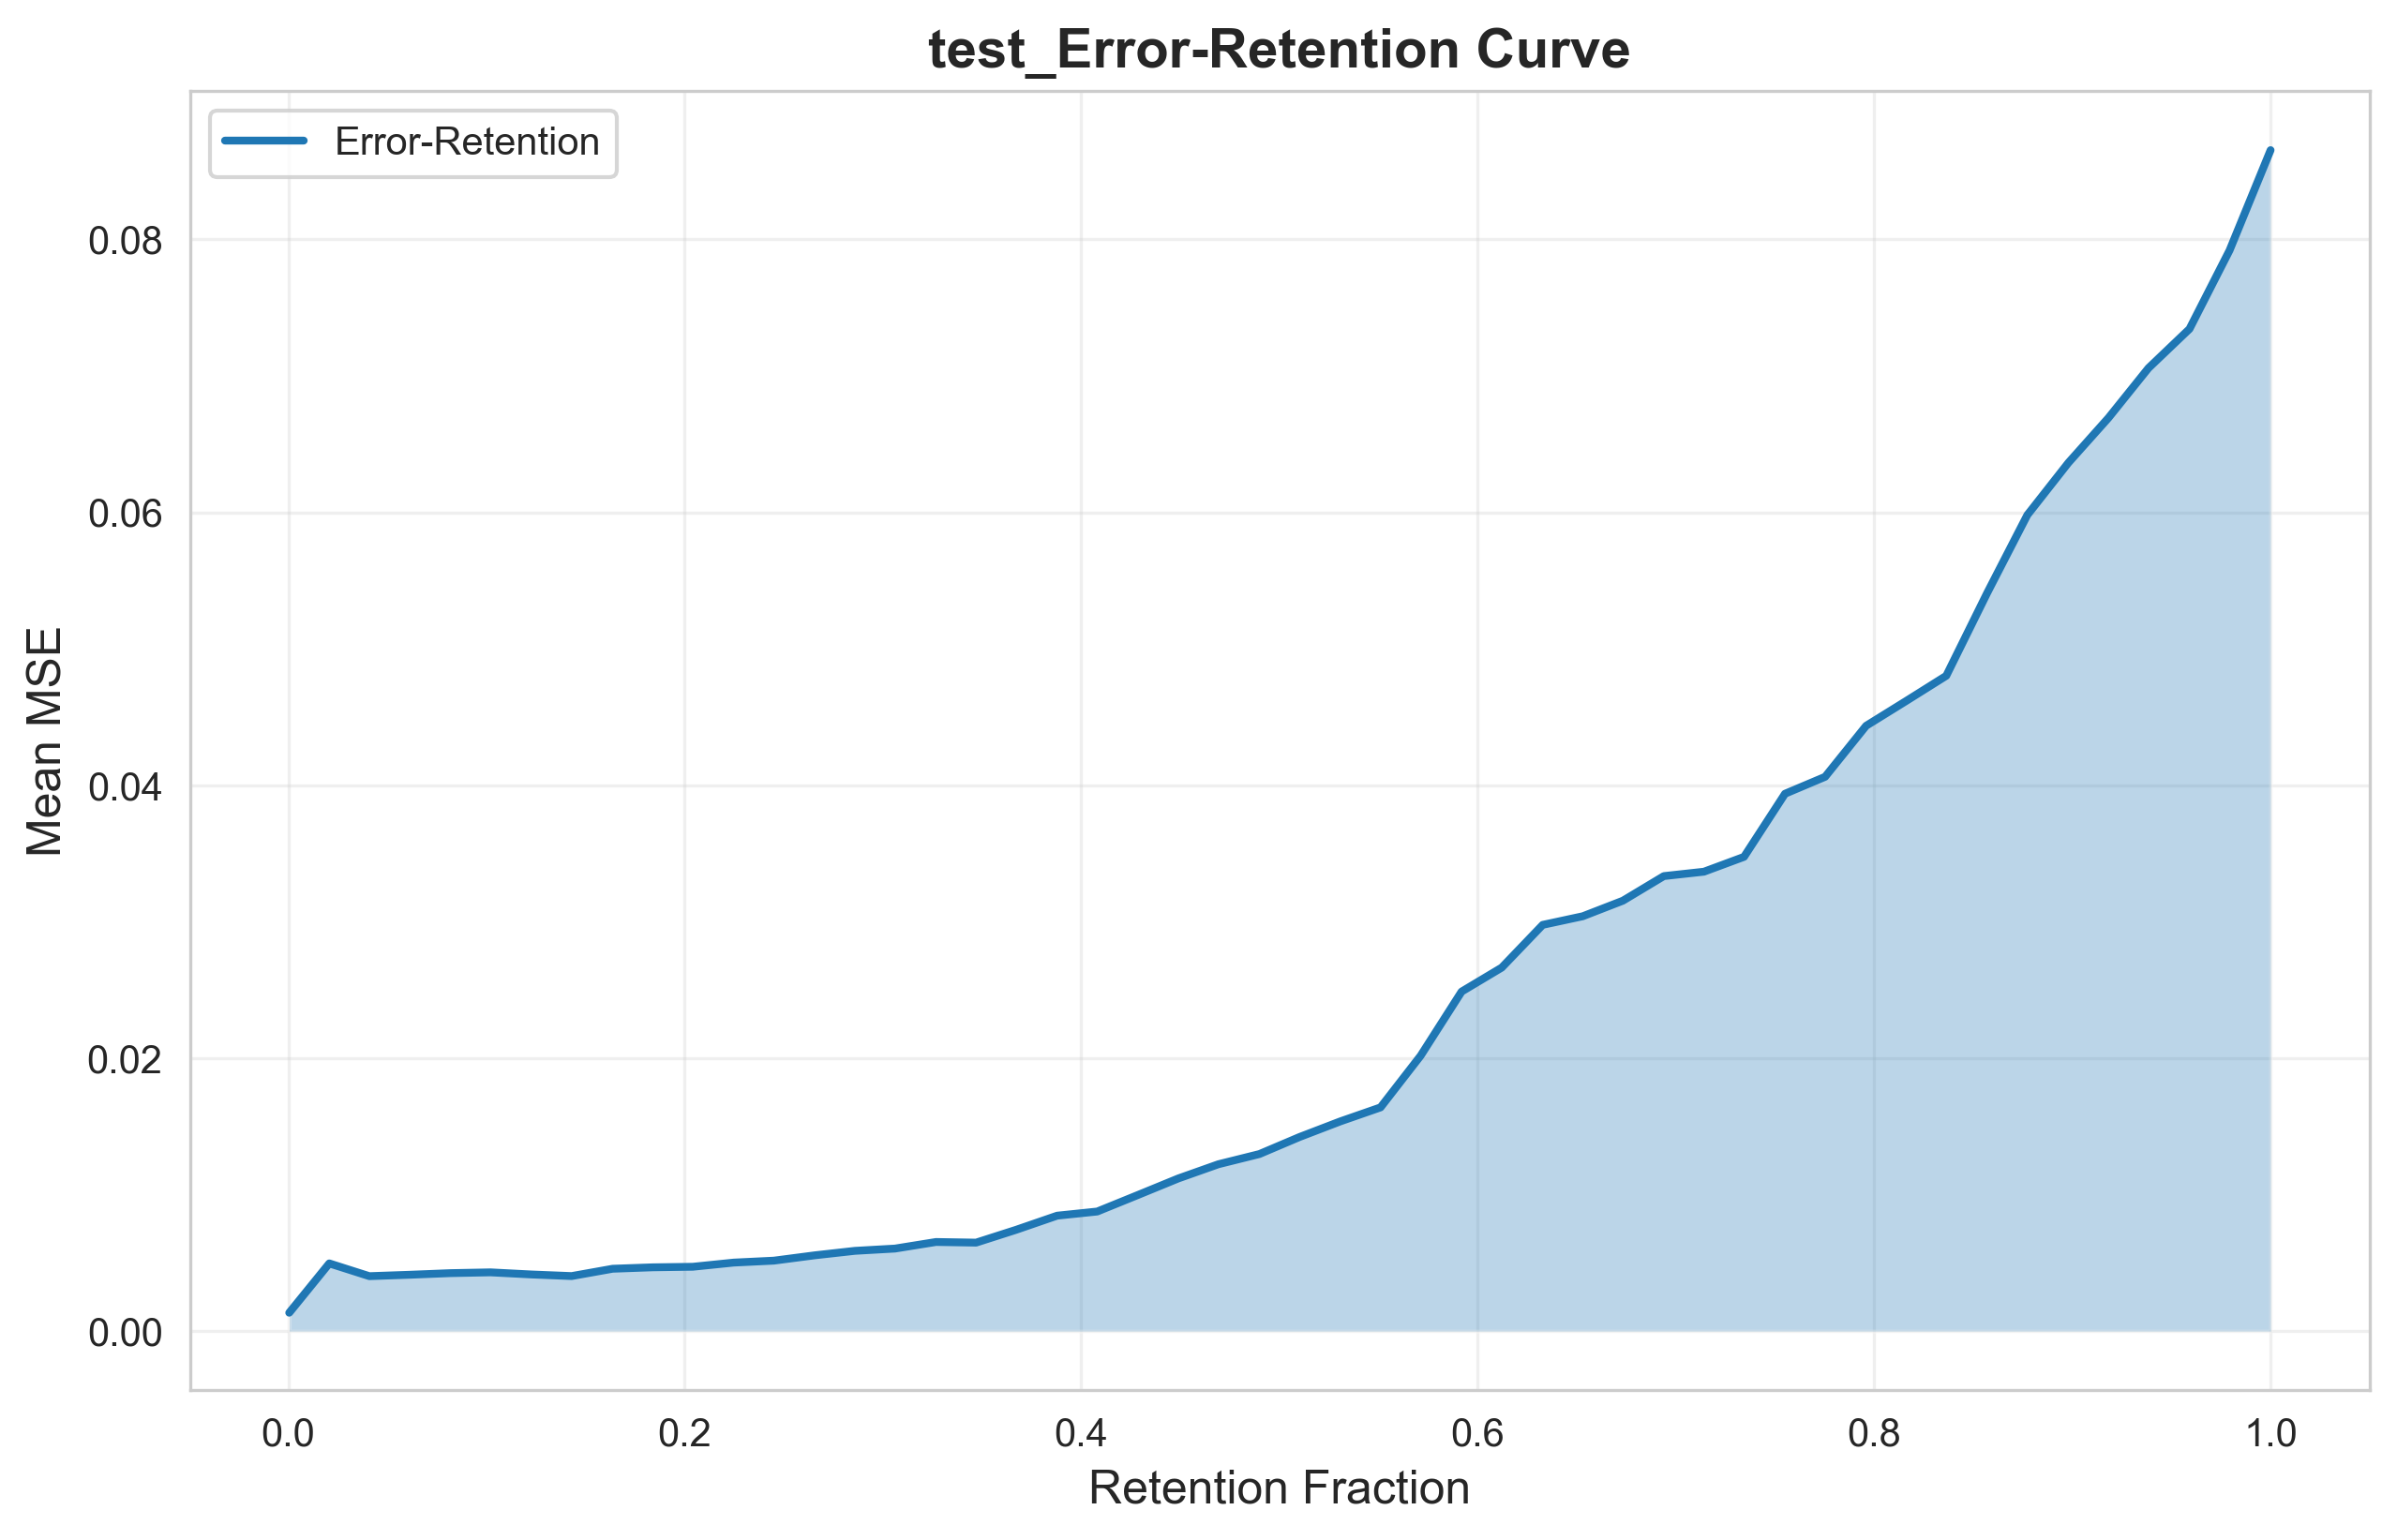 test_Error-Retention Curve
Error-Retention
0.08
0.06
0.04
0.02
0.00
Mean MSE
0.0 0.2 0.4 0.6 0.8 1.0
Retention Fraction